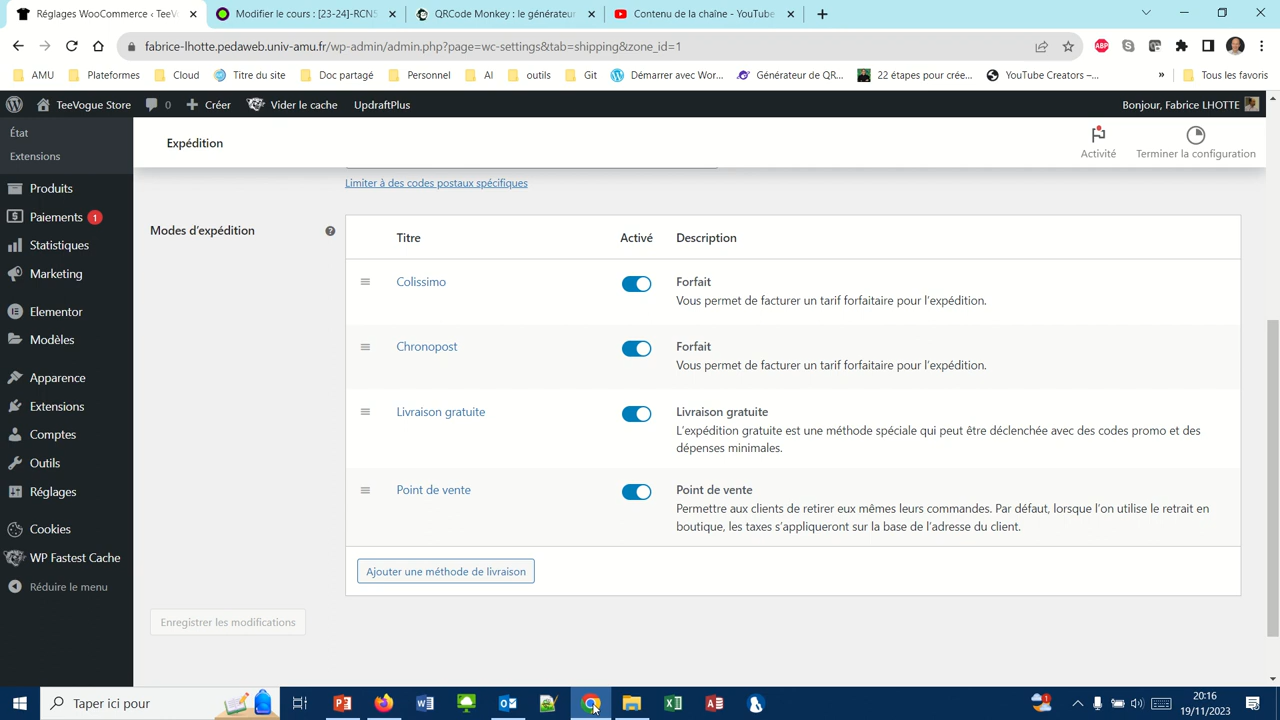 Réglages WooCommerce ‹ TeeV
Modifier le cours : [23-24]-RCNS
QRCode Monkey : le générateur
Contenu de la chaîne - YouTube
fabrice-lhotte.pedaweb.univ-amu.fr/wp-admin/admin.php?page=wc-settings&tab=shipping&zone_id=1
ABP
AMU
Plateformes
Cloud
Titre du site
Doc partagé
Personnel
AI
outils
Git
Démarrer avec Wor...
Générateur de QR...
22 étapes pour crée...
YouTube Creators –...
»
Tous les favoris
TeeVogue Store
0
Créer
Vider le cache
UpdraftPlus
Bonjour, Fabrice LHOTTE
État
Extensions
Produits
Paiements 1
Statistiques
Marketing
Elementor
Modèles
Apparence
Extensions
Comptes
Outils
Réglages
Cookies
WP Fastest Cache
Réduire le menu
Expédition
Activité
Terminer la configuration
Limiter à des codes postaux spécifiques
Modes d'expédition
?
Titre
Activé
Description
Colissimo
Forfait
Vous permet de facturer un tarif forfaitaire pour l'expédition.
Chronopost
Forfait
Vous permet de facturer un tarif forfaitaire pour l'expédition.
Livraison gratuite
Livraison gratuite
L'expédition gratuite est une méthode spéciale qui peut être déclenchée avec des codes promo et des
dépenses minimales.
Point de vente
Point de vente
Permettre aux clients de retirer eux mêmes leurs commandes. Par défaut, lorsque l'on utilise le retrait en
boutique, les taxes s'appliqueront sur la base de l'adresse du client.
Ajouter une méthode de livraison
Enregistrer les modifications
Taper ici pour
1
20:16
19/11/2023